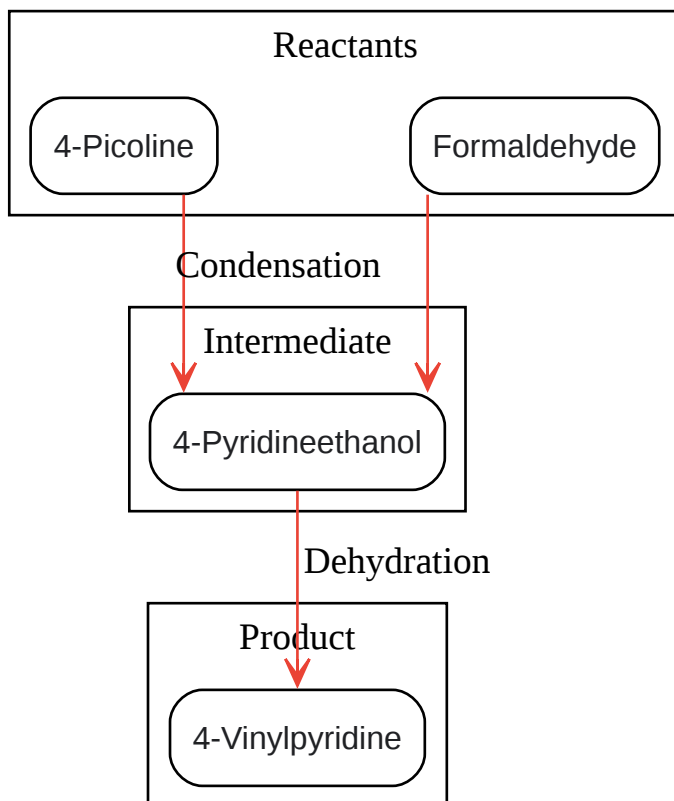 Reactants
4-Picoline
Formaldehyde
Condensation
Intermediate
4-Pyridineethanol
Dehydration
Product
4-Vinylpyridine